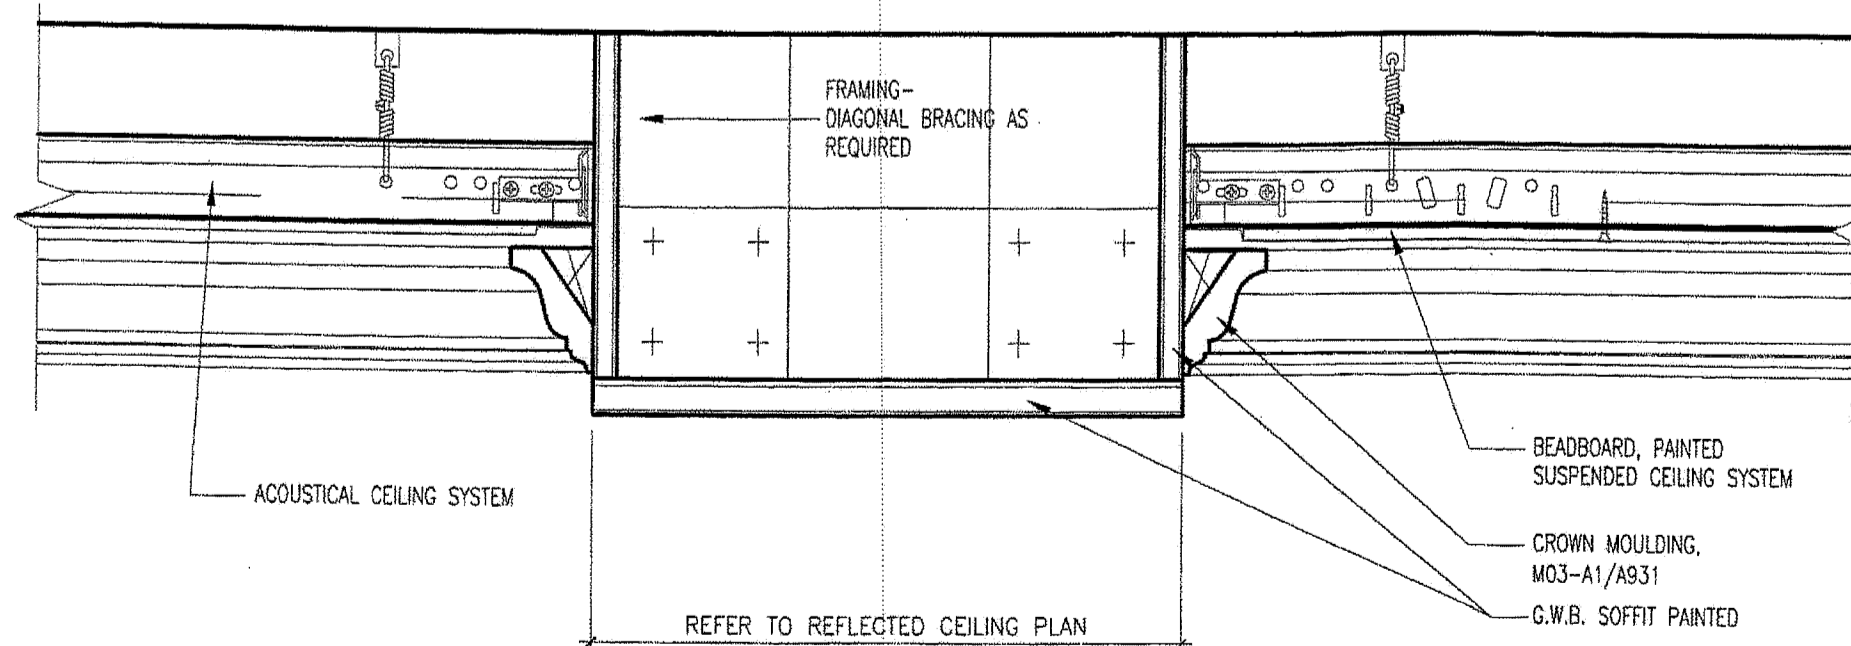 FRAMING-
DIAGONAL BRACING AS
REQUIRED
ACOUSTICAL CEILING SYSTEM
BEADBOARD, PAINTED
SUSPENDED CEILING SYSTEM
CROWN MOULDING,
M03-A1/A931
G.W.B. SOFFIT PAINTED
REFER TO REFLECTED CEILING PLAN